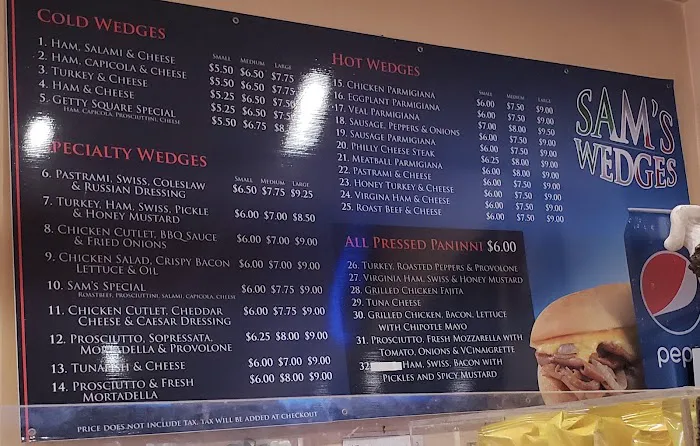 COLD WEDGES
SMALL MEDIUM LARGE
1. HAM, SALAMI & CHEESE $5.50 $6.50 $7.75
2. HAM, CAPICOLA & CHEESE $5.50 $6.50 $7.75
3. TURKEY & CHEESE $5.25 $6.50
4. HAM & CHEESE $5.25 $6.50
5. GETTY SQUARE SPECIAL $5.50 $6.75
HAM, CAPICOLA, PROSCIUTTINI, CHEESE
SPECIALTY WEDGES
SMALL MEDIUM LARGE
6. PASTRAMI, SWISS, COLESLAW $6.50 $7.75 $9.25
& RUSSIAN DRESSING
7. TURKEY, HAM, SWISS, PICKLE $6.00 $7.00 $8.50
& HONEY MUSTARD
8. CHICKEN CUTLET, BBQ SAUCE $6.00 $7.00 $9.00
& FRIED ONIONS
9. CHICKEN SALAD, CRISPY BACON $6.00 $7.00 $9.00
LETTUCE & OIL
10. SAM'S SPECIAL $6.00 $7.75 $9.00
ROASTBEEF, PROSCIUTTINI, SALAMI, CAPICOLA, CHEESE
11. CHICKEN CUTLET, CHEDDAR $6.00 $7.75 $9.00
CHEESE & CAESAR DRESSING
12. PROSCIUTTO, SOPRESSATA, $6.25 $8.00 $9.00
MORTADELLA & PROVOLONE
13. TUNAFISH & CHEESE $6.00 $7.00 $9.00
14. PROSCIUTTO & FRESH $6.00 $8.00 $9.00
MORTADELLA
PRICE DOES NOT INCLUDE TAX, TAX WILL BE ADDED AT CHECKOUT
HOT WEDGES
SMALL MEDIUM LARGE
15. CHICKEN PARMIGIANA $6.00 $7.50 $9.00
16. EGGPLANT PARMIGIANA $6.00 $7.50 $9.00
17. VEAL PARMIGIANA $7.00 $8.00 $9.50
18. SAUSAGE, PEPPERS & ONIONS $6.00 $7.50 $9.00
19. SAUSAGE PARMIGIANA $6.00 $7.50 $9.00
20. PHILLY CHEESE STEAK $6.25 $8.00 $9.00
21. MEATBALL PARMIGIANA $6.00 $8.00 $9.00
22. PASTRAMI & CHEESE $6.00 $7.50 $9.00
23. HONEY TURKEY & CHEESE $6.00 $7.50 $9.00
24. VIRGINA HAM & CHEESE $6.00 $7.50 $9.00
25. ROAST BEEF & CHEESE $6.00 $7.50 $9.00
ALL PRESSED PANINNI $6.00
26. TURKEY, ROASTED PEPPERS & PROVOLONE
27. VIRGINIA HAM, SWISS & HONEY MUSTARD
28. GRILLED CHICKEN FAJITA
29. TUNA CHEESE
30. GRILLED CHICKEN, BACON, LETTUCE
WITH CHIPOTLE MAYO
31. PROSCIUTTO, FRESH MOZZARELLA WITH
TOMATO, ONIONS & VCINAIGRETTE
32 HAM, SWISS, BACON WITH
PICKLES AND SPICY MUSTARD
SAM'S
WEDGES
pep